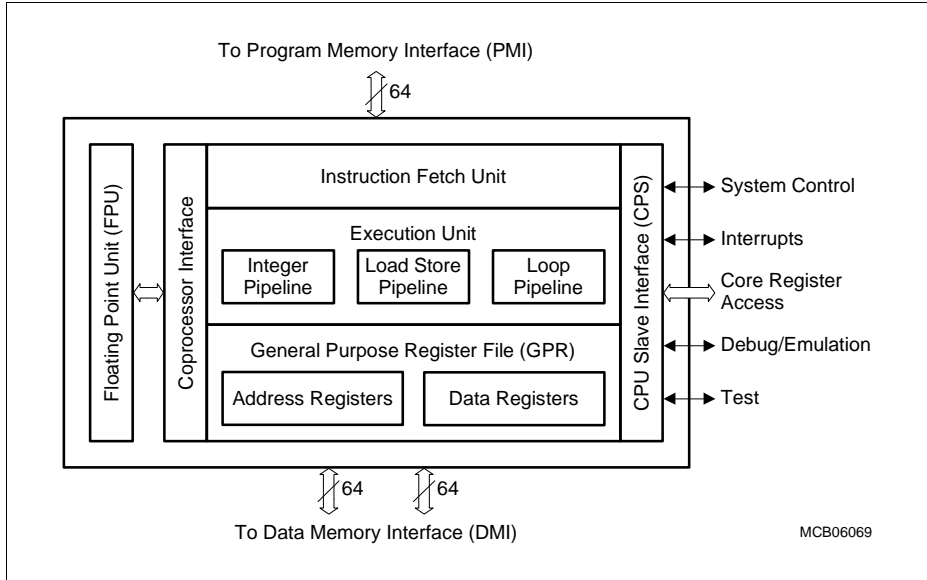 To Program Memory Interface (PMI)
64
Floating Point Unit (FPU)
Coprocessor Interface
Instruction Fetch Unit
Execution Unit
Integer
Pipeline
Load Store
Pipeline
Loop
Pipeline
General Purpose Register File (GPR)
Address Registers
Data Registers
CPU Slave Interface (CPS)
System Control
Interrupts
Core Register
Access
Debug/Emulation
Test
64
64
To Data Memory Interface (DMI)
MCB06069